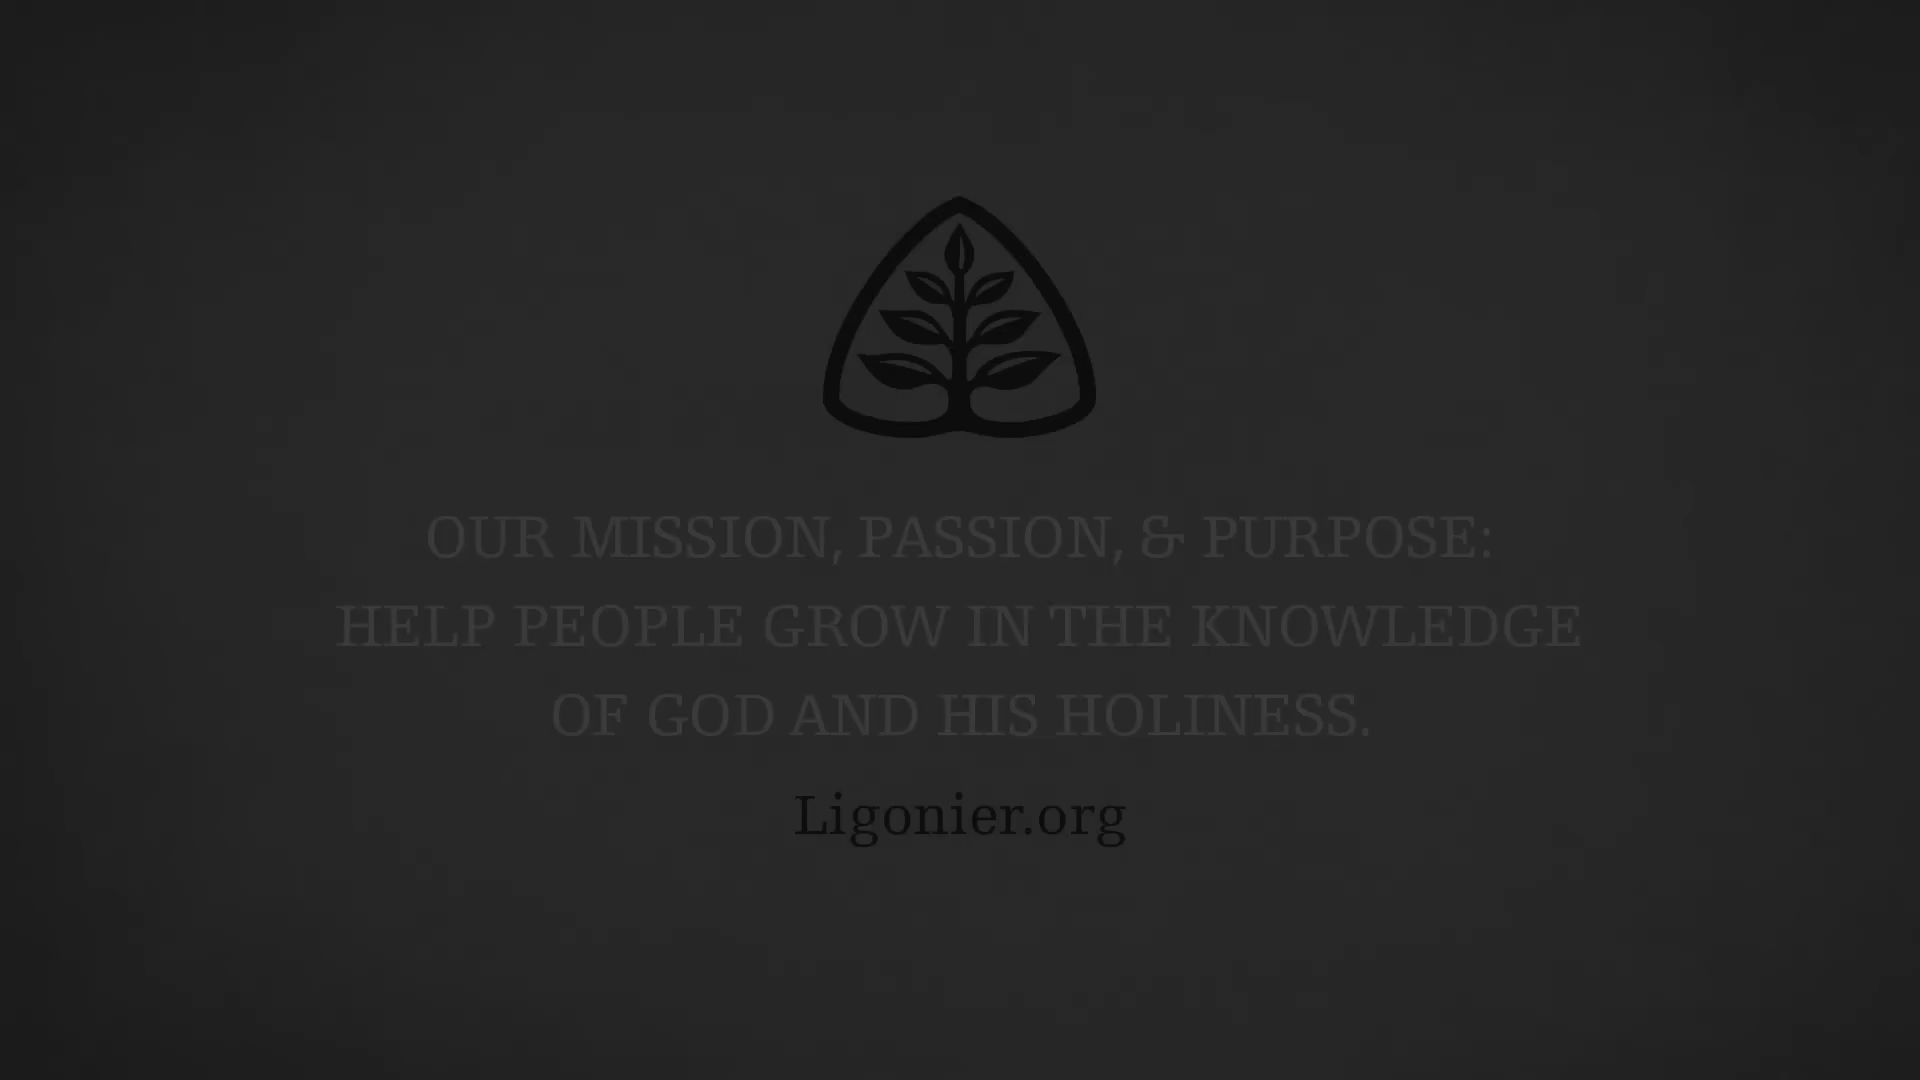 OUR MISSION, PASSION, & PURPOSE:
HELP PEOPLE GROW IN THE KNOWLEDGE
OF GOD AND HIS HOLINESS.
Ligonier.org